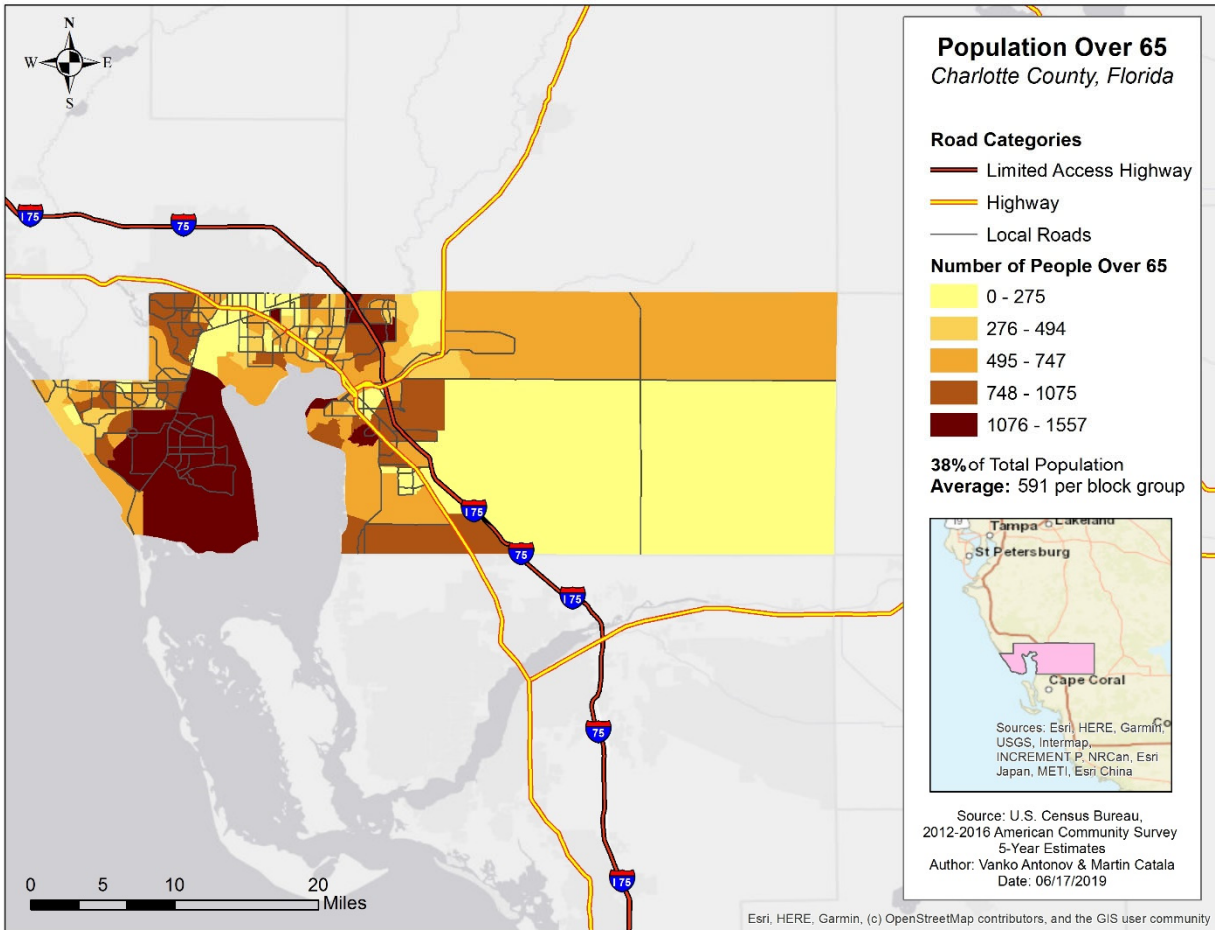 N
W
E
S
I 75
75
I 75
75
I 75
75
I 75
0
5
10
20
Miles
Population Over 65
Charlotte County, Florida
Road Categories
Limited Access Highway
Highway
Local Roads
Number of People Over 65
0 - 275
276 - 494
495 - 747
748 - 1075
1076 - 1557
38% of Total Population
Average: 591 per block group
19
Tampa
Lakeland
St Petersburg
Cape Coral
Co
Sources: Esri, HERE, Garmin,
USGS, Intermap,
INCREMENT P, NRCan, Esri
Japan, METI, Esri China
Source: U.S. Census Bureau,
2012-2016 American Community Survey
5-Year Estimates
Author: Vanko Antonov & Martin Catala
Date: 06/17/2019
Esri, HERE, Garmin, (c) OpenStreetMap contributors, and the GIS user community